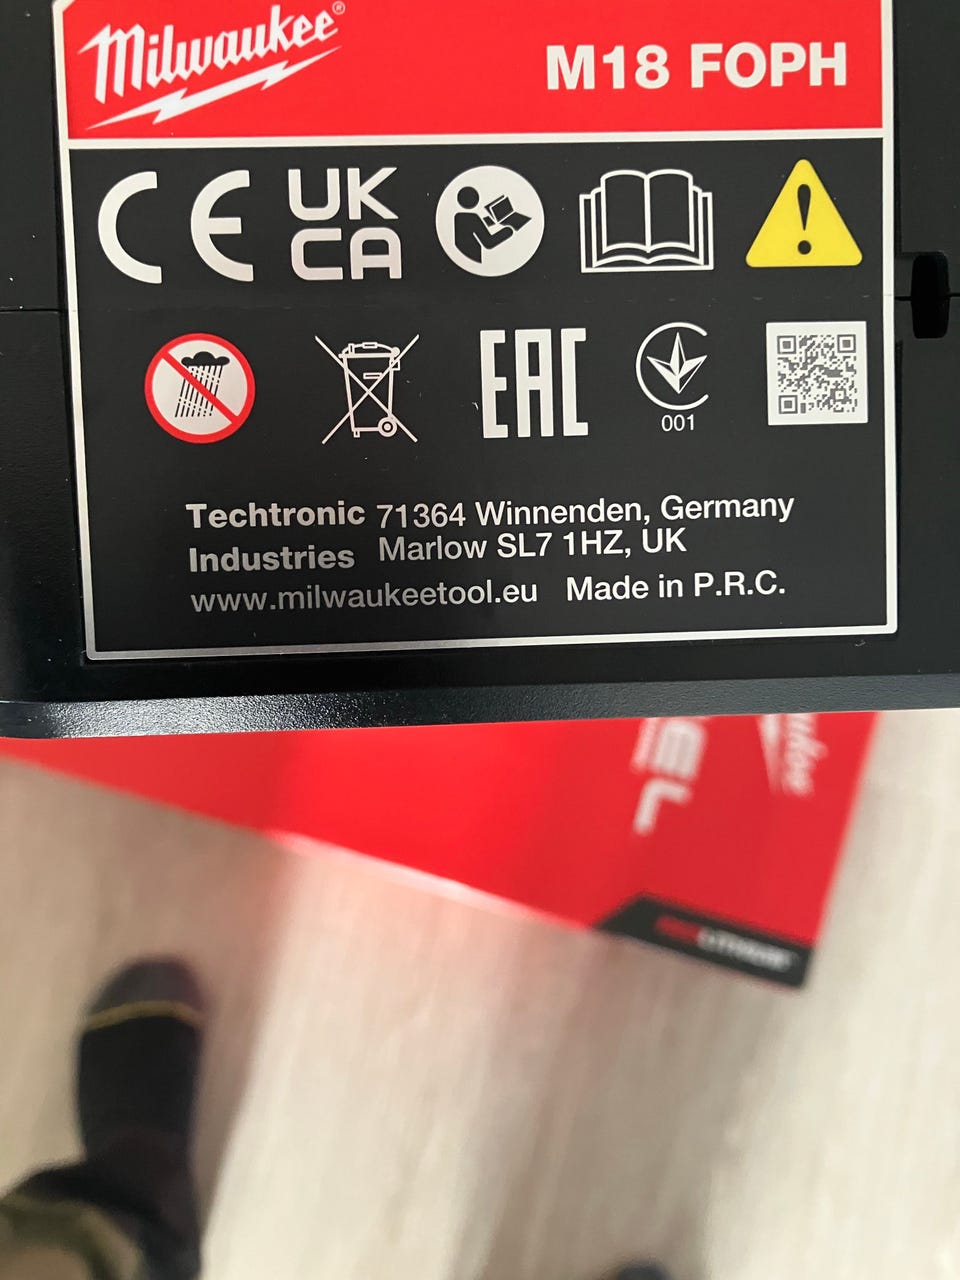 Milwaukee®
M18 FOPH
CE UK CA
EAC
001
Techtronic Industries
71364 Winnenden, Germany
Marlow SL7 1HZ, UK
www.milwaukeetool.eu Made in P.R.C.